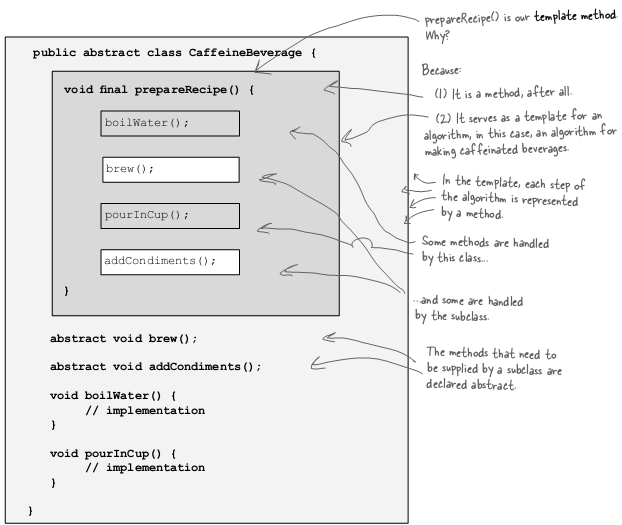 public abstract class CaffeineBeverage {
void final prepareRecipe() {
boilWater();
brew();
pourInCup();
addCondiments();
}
abstract void brew();
abstract void addCondiments();
void boilWater() {
// implementation
}
void pourInCup() {
// implementation
}
}
prepareRecipe() is our template method.
Why?
Because:
(1) It is a method, after all.
(2) It serves as a template for an
algorithm, in this case, an algorithm for
making caffeinated beverages.
In the template, each step of
the algorithm is represented
by a method.
Some methods are handled
by this class...
...and some are handled
by the subclass.
The methods that need to
be supplied by a subclass are
declared abstract.